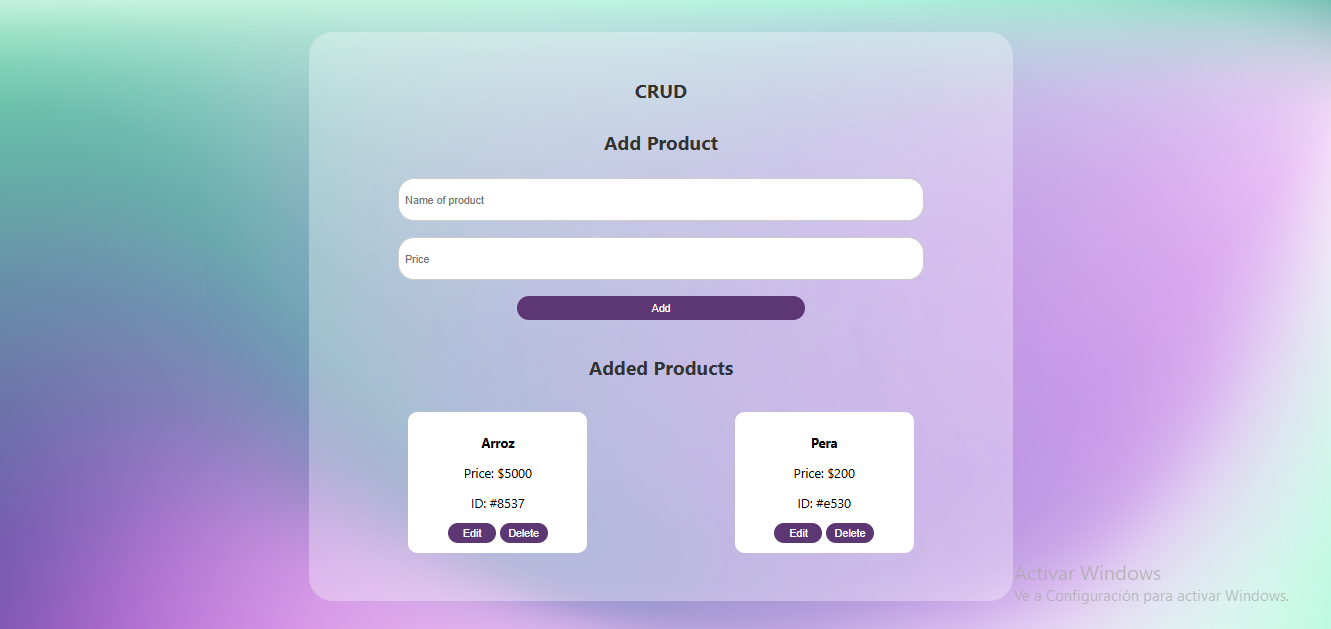 CRUD
Add Product
Name of product
Price
Add
Added Products
Arroz
Price: $5000
ID: #8537
Edit Delete
Pera
Price: $200
ID: #e530
Edit Delete
Activar Windows
Ve a Configuración para activar Windows.